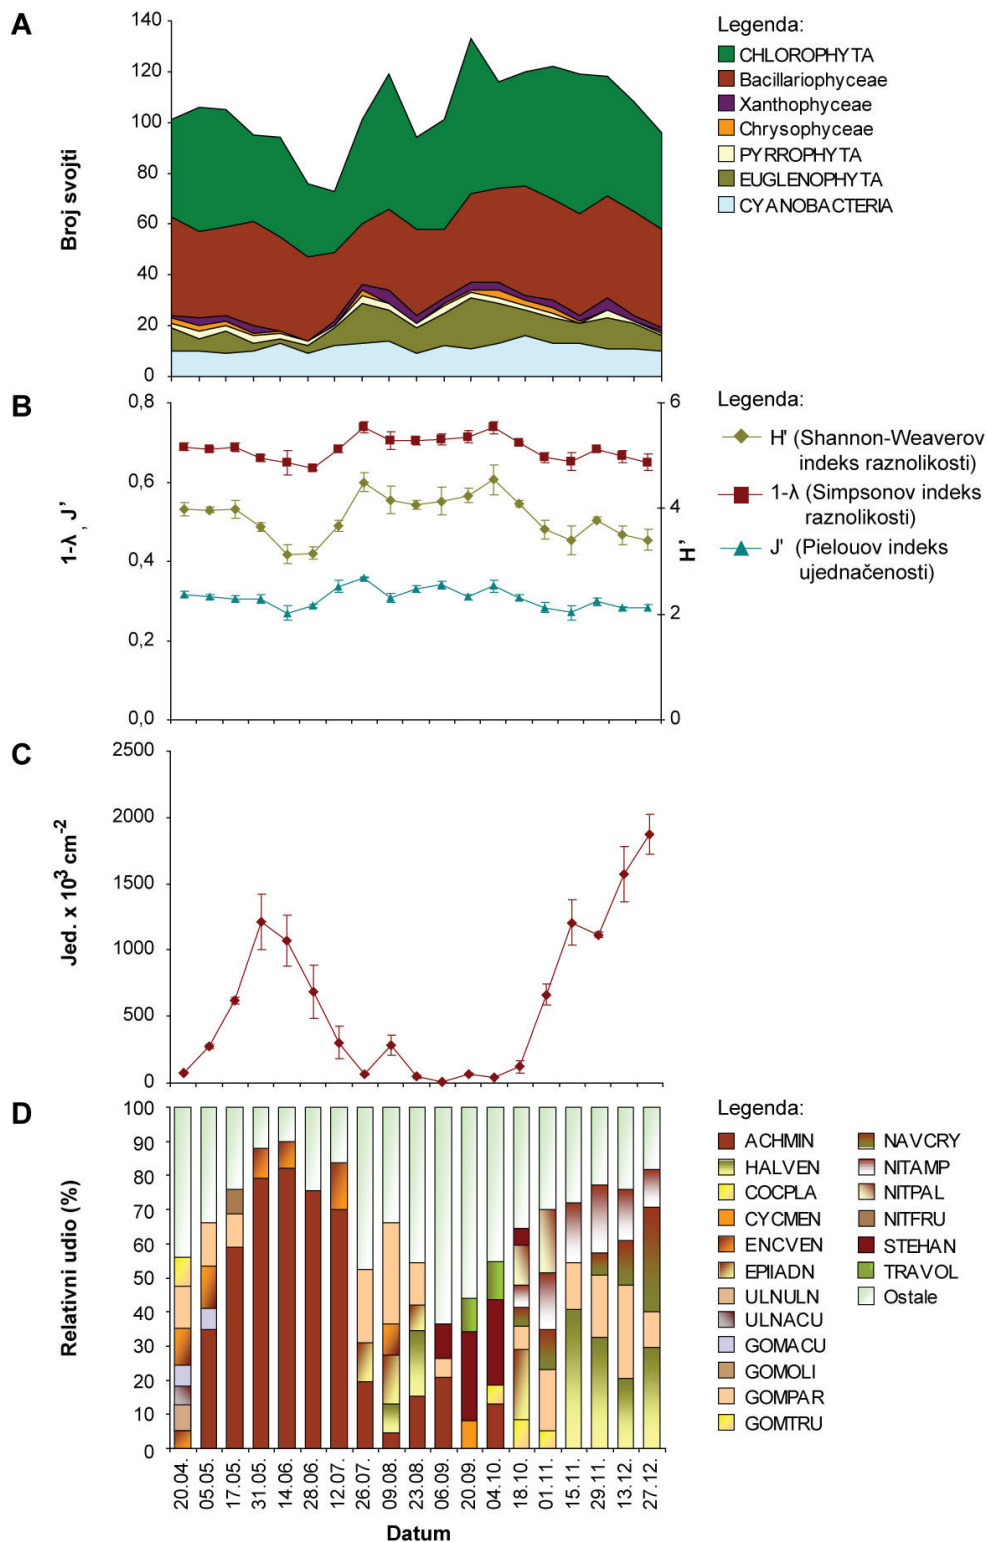 A
140
120
100
80
60
40
20
0
Broj svojti
Legenda:
CHLOROPHYTA
Bacillariophyceae
Xanthophyceae
Chrysophyceae
PYRROPHYTA
EUGLENOPHYTA
CYANOBACTERIA
B
0,8
0,6
0,4
0,2
0,0
1-λ , J’
6
4
2
0
H’
Legenda:
H' (Shannon-Weaverov
indeks raznolikosti)
1-λ (Simpsonov indeks
raznolikosti)
J' (Pielouov indeks
ujednačenosti)
C
2500
2000
1500
1000
500
0
Jed. x 10³ cm⁻²
D
100
90
80
70
60
50
40
30
20
10
0
Relativni udio (%)
20.04.
05.05.
17.05.
31.05.
14.06.
28.06.
12.07.
26.07.
09.08.
23.08.
06.09.
20.09.
04.10.
18.10.
01.11.
15.11.
29.11.
13.12.
27.12.
Datum
Legenda:
ACHMIN
HALVEN
COCPLA
CYCMEN
ENCVEN
EPIIADN
ULNULN
ULNACU
GOMACU
GOMOLI
GOMPAR
GOMTRU
NAVCRY
NITAMP
NITPAL
NITFRU
STEHAN
TRAVOL
Ostale